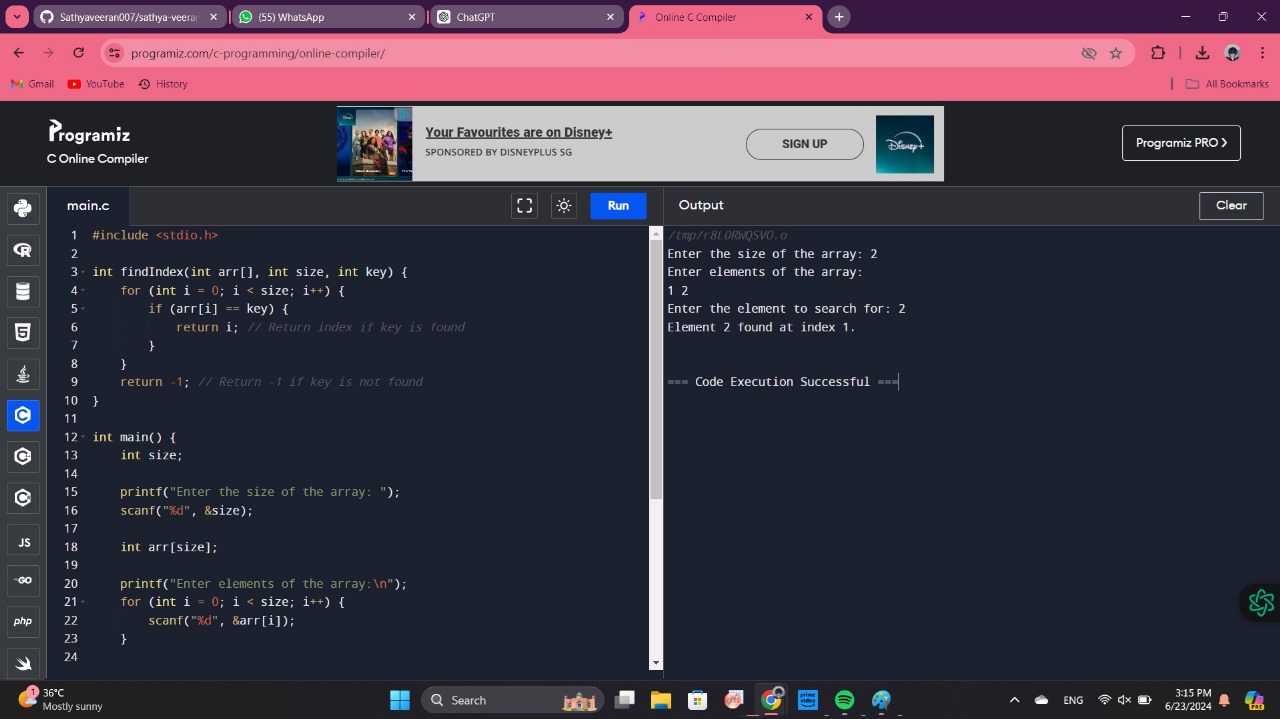 Sathyaveeran007/sathya-veerar
(55) WhatsApp
ChatGPT
Online C Compiler
programiz.com/c-programming/online-compiler/
Gmail
YouTube
History
All Bookmarks
Programiz
C Online Compiler
Your Favourites are on Disney+
SPONSORED BY DISNEYPLUS SG
SIGN UP
Disney+
Programiz PRO
main.c
Run
Output
Clear
1 #include <stdio.h>
2
3 int findIndex(int arr[], int size, int key) {
4     for (int i = 0; i < size; i++) {
5         if (arr[i] == key) {
6             return i; // Return index if key is found
7         }
8     }
9     return -1; // Return -1 if key is not found
10 }
11
12 int main() {
13     int size;
14
15     printf("Enter the size of the array: ");
16     scanf("%d", &size);
17
18     int arr[size];
19
20     printf("Enter elements of the array:\n");
21     for (int i = 0; i < size; i++) {
22         scanf("%d", &arr[i]);
23     }
24
/tmp/r8LORWQSVO.o
Enter the size of the array: 2
Enter elements of the array:
1 2
Enter the element to search for: 2
Element 2 found at index 1.
=== Code Execution Successful ===
JS
GO
php
1
36°C
Mostly sunny
Search
prime video
ENG
3:15 PM
6/23/2024